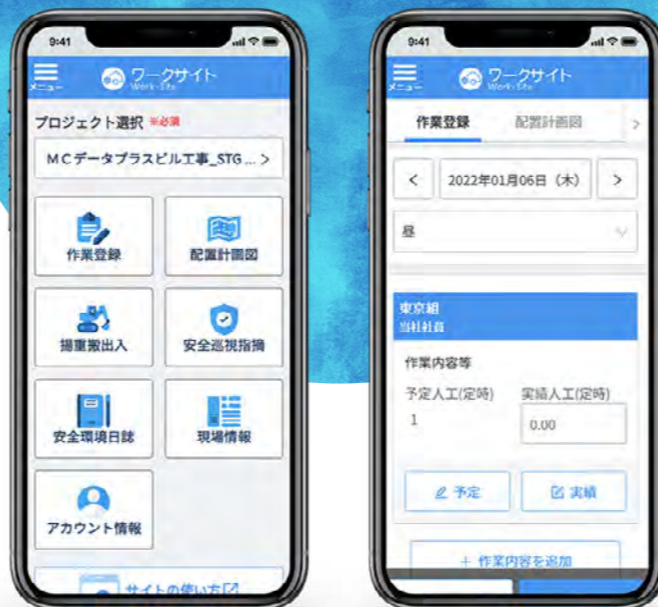 9:41
メニュー
ワークサイト
Work-Site
プロジェクト選択 ※必須
MCデータプラスビル工事_STG ... >
作業登録
配置計画図
揚重搬出入
安全巡視指摘
安全環境日誌
現場情報
アカウント情報
サイトの使い方
9:41
メニュー
ワークサイト
Work-Site
作業登録
配置計画図
>
<
2022年01月06日（木）
>
昼
東京組
当社社員
作業内容等
予定人工(定時)
実績人工(定時)
1
0.00
予定
実績
+ 作業内容を追加